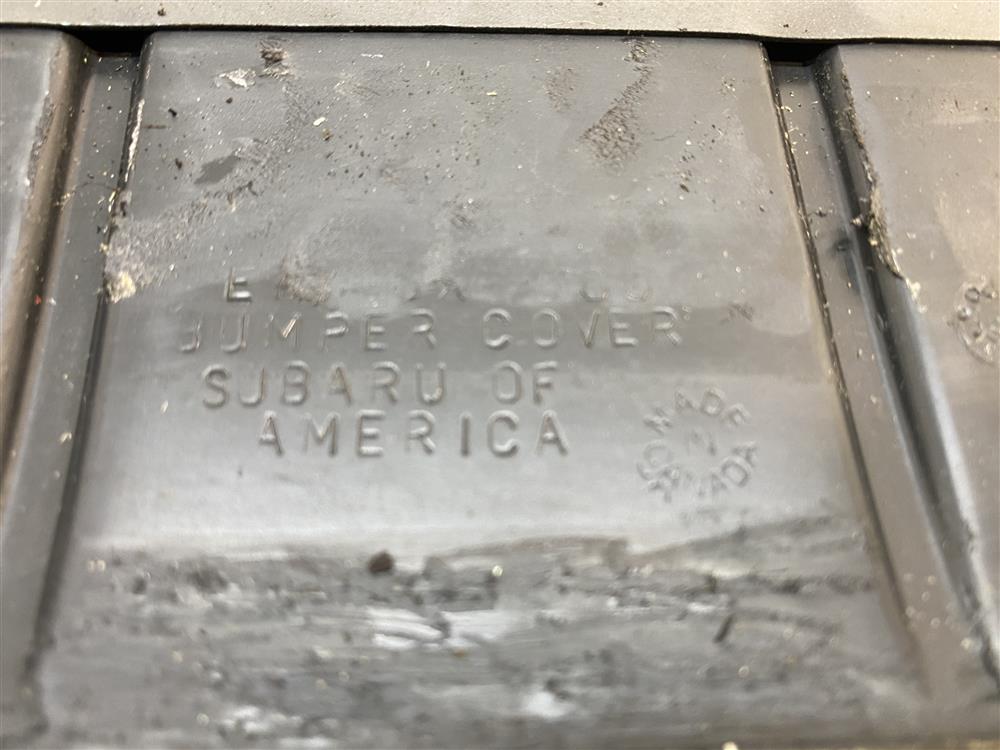 BUMPER COVER
SUBARU OF
AMERICA
MADE
IN
CANADA